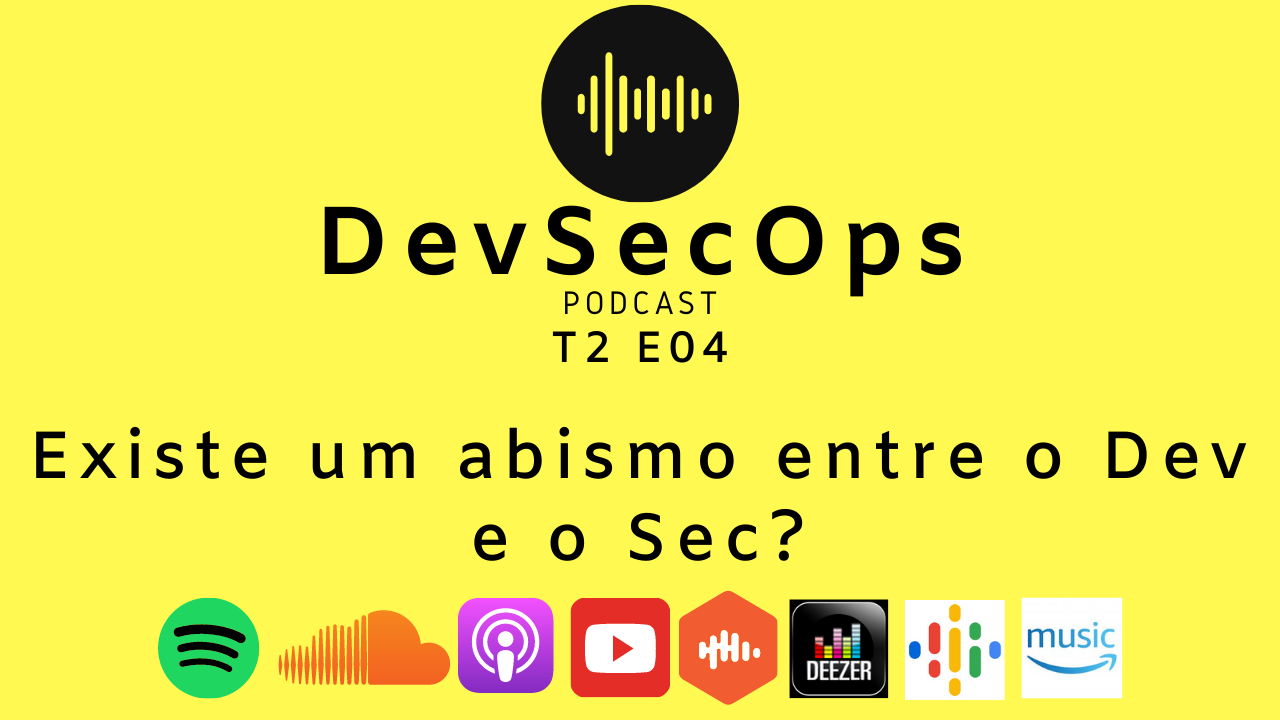 DevSecOps
PODCAST
T2 E04
Existe um abismo entre o Dev
e o Sec?
DEEZER
music